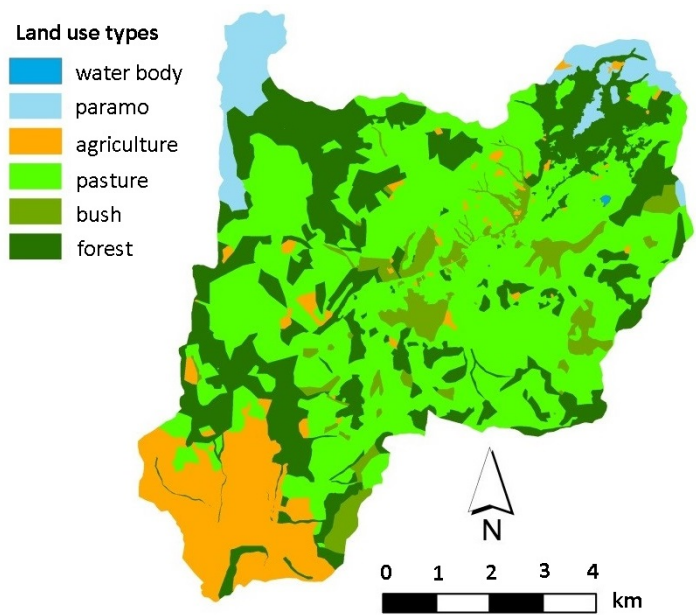 Land use types
water body
paramo
agriculture
pasture
bush
forest
N
0 1 2 3 4
km